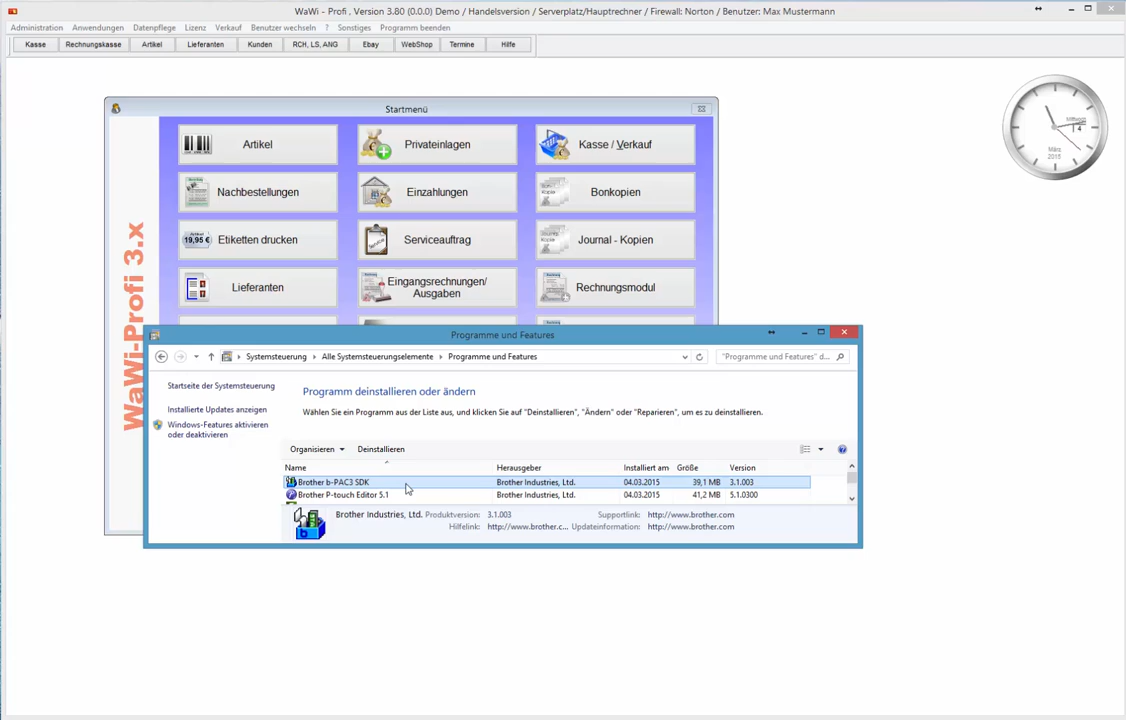 WaWi - Profi , Version 3.80 (0.0.0) Demo / Handelsversion / Serverplatz/Hauptrechner / Firewall: Norton / Benutzer: Max Mustermann
Administration Anwendungen Datenpflege Lizenz Verkauf Benutzer wechseln ? Sonstiges Programm beenden
Kasse Rechnungskasse Artikel Lieferanten Kunden RCH, LS, ANG Ebay WebShop Termine Hilfe
Startmenü
Artikel Privateinlagen Kasse / Verkauf
Nachbestellungen Einzahlungen Bonkopien
19,95 € Etiketten drucken Serviceauftrag Journal - Kopien
Lieferanten Eingangsrechnungen/
Ausgaben Rechnungsmodul
WaWi-Profi 3.x
Mittwoch
4
März
2015
Programme und Features
Systemsteuerung Alle Systemsteuerungselemente Programme und Features "Programme und Features" d...
Startseite der Systemsteuerung
Installierte Updates anzeigen
Windows-Features aktivieren
oder deaktivieren
Programm deinstallieren oder ändern
Wählen Sie ein Programm aus der Liste aus, und klicken Sie auf "Deinstallieren", "Ändern" oder "Reparieren", um es zu deinstallieren.
Organisieren Deinstallieren
Name Herausgeber Installiert am Größe Version
Brother b-PAC3 SDK Brother Industries, Ltd. 04.03.2015 39,1 MB 3.1.003
Brother P-touch Editor 5.1 Brother Industries, Ltd. 04.03.2015 41,2 MB 5.1.0300
Brother Industries, Ltd. Produktversion: 3.1.003 Supportlink: http://www.brother.com
Hilfelink: http://www.brother.c... Updateinformation: http://www.brother.com